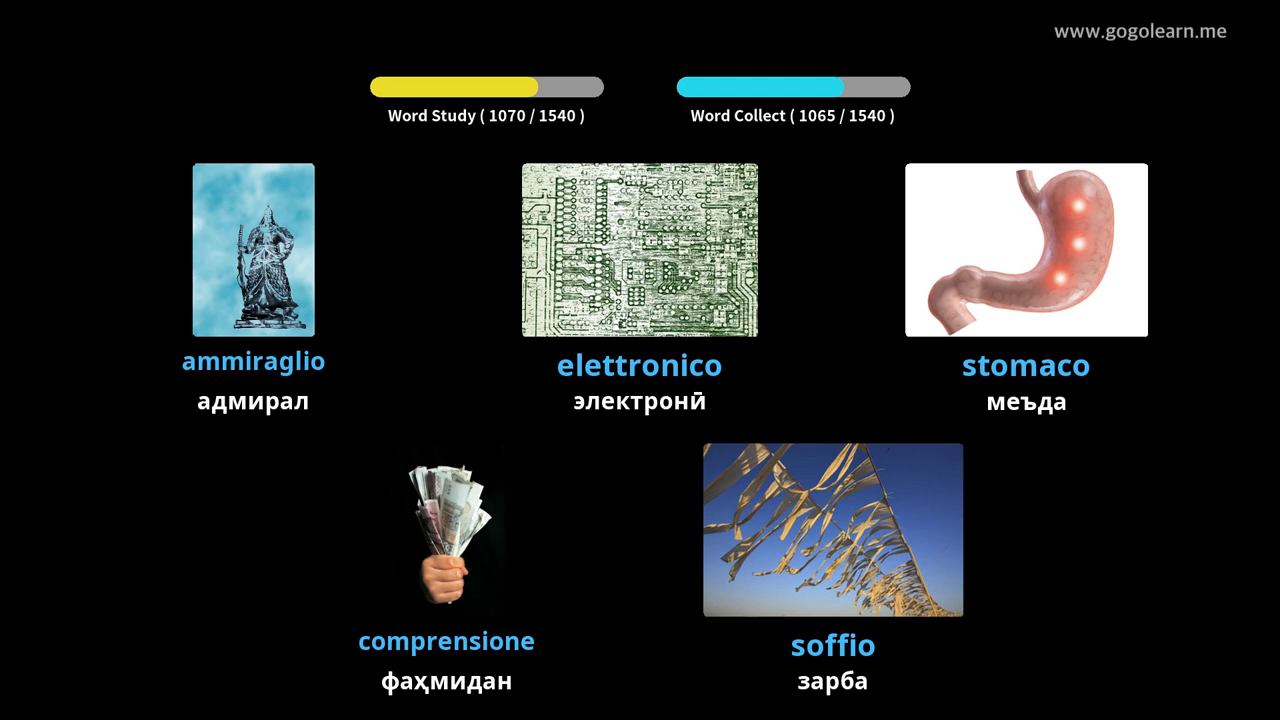 www.gogolearn.me
Word Study ( 1070 / 1540 )
Word Collect ( 1065 / 1540 )
ammiraglio
адмирал
elettronico
электронӣ
stomaco
меъда
comprensione
фаҳмидан
soffio
зарба